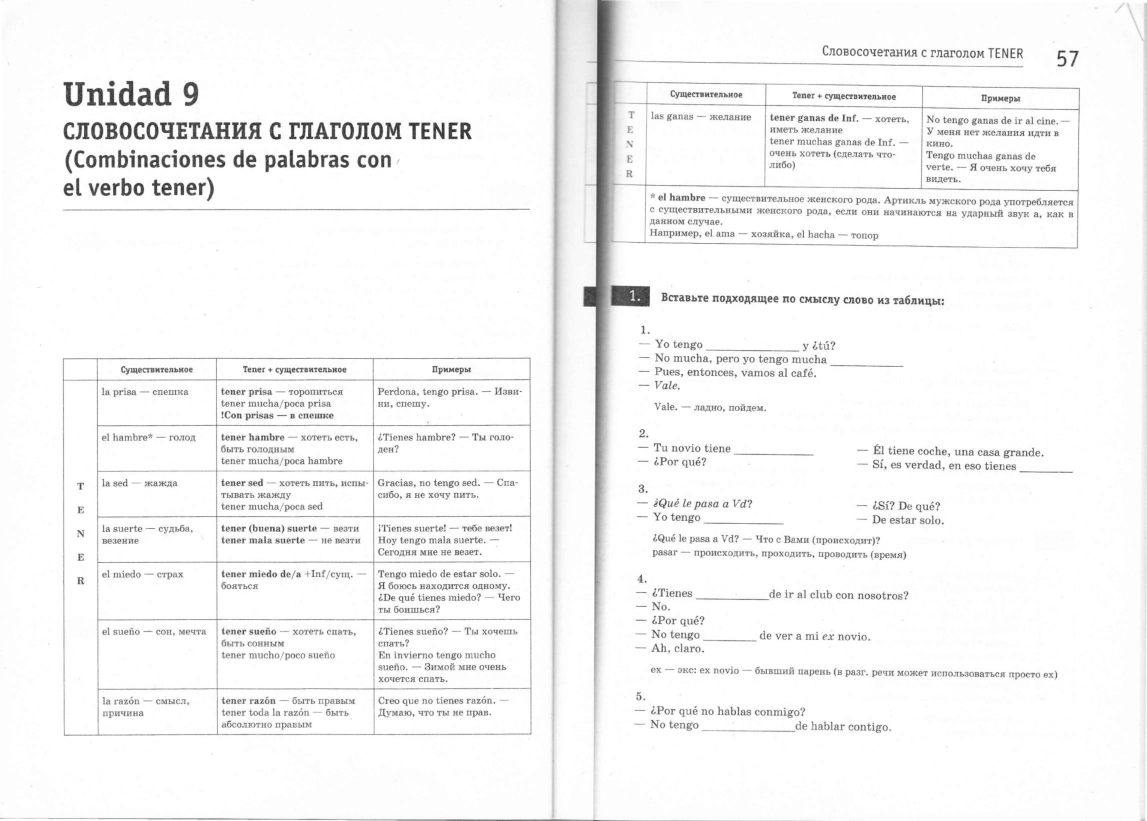 Unidad 9
СЛОВОСОЧЕТАНИЯ С ГЛАГОЛОМ TENER
(Combinaciones de palabras con
el verbo tener)
Существительное Tener + существительное Примеры
T
E
N
E
R
la prisa — спешка
tener prisa — торопиться
tener mucha/poca prisa
!Con prisas — в спешке
Perdona, tengo prisa. — Изви-
ни, спешу.
el hambre* — голод
tener hambre — хотеть есть,
быть голодным
tener mucha/poca hambre
¿Tienes hambre? — Ты голо-
ден?
la sed — жажда
tener sed — хотеть пить, испы-
тывать жажду
tener mucha/poca sed
Gracias, no tengo sed. — Спа-
сибо, я не хочу пить.
la suerte — судьба,
везение
tener (buena) suerte — везти
tener mala suerte — не везти
¡Tienes suerte! — тебе везет!
Hoy tengo mala suerte. —
Сегодня мне не везет.
el miedo — страх
tener miedo de/a +Inf/сущ. —
бояться
Tengo miedo de estar solo. —
Я боюсь находится одному.
¿De qué tienes miedo? — Чего
ты боишься?
el sueño — сон, мечта
tener sueño — хотеть спать,
быть сонным
tener mucho/poco sueño
¿Tienes sueño? — Ты хочешь
спать?
En invierno tengo mucho
sueño. — Зимой мне очень
хочется спать.
la razón — смысл,
причина
tener razón — быть правым
tener toda la razón — быть
абсолютно правым
Creo que no tienes razón. —
Думаю, что ты не прав.
Словосочетания с глаголом TENER 57
Существительное Tener + существительное Примеры
T
E
N
E
R
las ganas — желание
tener ganas de Inf. — хотеть,
иметь желание
tener muchas ganas de Inf. —
очень хотеть (сделать что-
либо)
No tengo ganas de ir al cine. —
У меня нет желания идти в
кино.
Tengo muchas ganas de
verte. — Я очень хочу тебя
видеть.
* el hambre — существительное женского рода. Артикль мужского рода употребляется
с существительными женского рода, если они начинаются на ударный звук а, как в
данном случае.
Например, el ama — хозяйка, el hacha — топор
1. Вставьте подходящее по смыслу слово из таблицы:
1.
— Yo tengo _______________ y ¿tú?
— No mucha, pero yo tengo mucha ____________
— Pues, entonces, vamos al café.
— Vale.
Vale. — ладно, пойдем.
2.
— Tu novio tiene _____________
— ¿Por qué?
— Él tiene coche, una casa grande.
— Sí, es verdad, en eso tienes _________
3.
— ¿Qué le pasa a Vd?
— Yo tengo _____________
— ¿Sí? De qué?
— De estar solo.
¿Qué le pasa a Vd? — Что с Вами (происходит)?
pasar — происходить, проходить, проводить (время)
4.
— ¿Tienes ____________de ir al club con nosotros?
— No.
— ¿Por qué?
— No tengo _________ de ver a mi ex novio.
— Ah, claro.
ex — экс: ex novio — бывший парень (в разг. речи может использоваться просто ex)
5.
— ¿Por qué no hablas conmigo?
— No tengo _______________de hablar contigo.